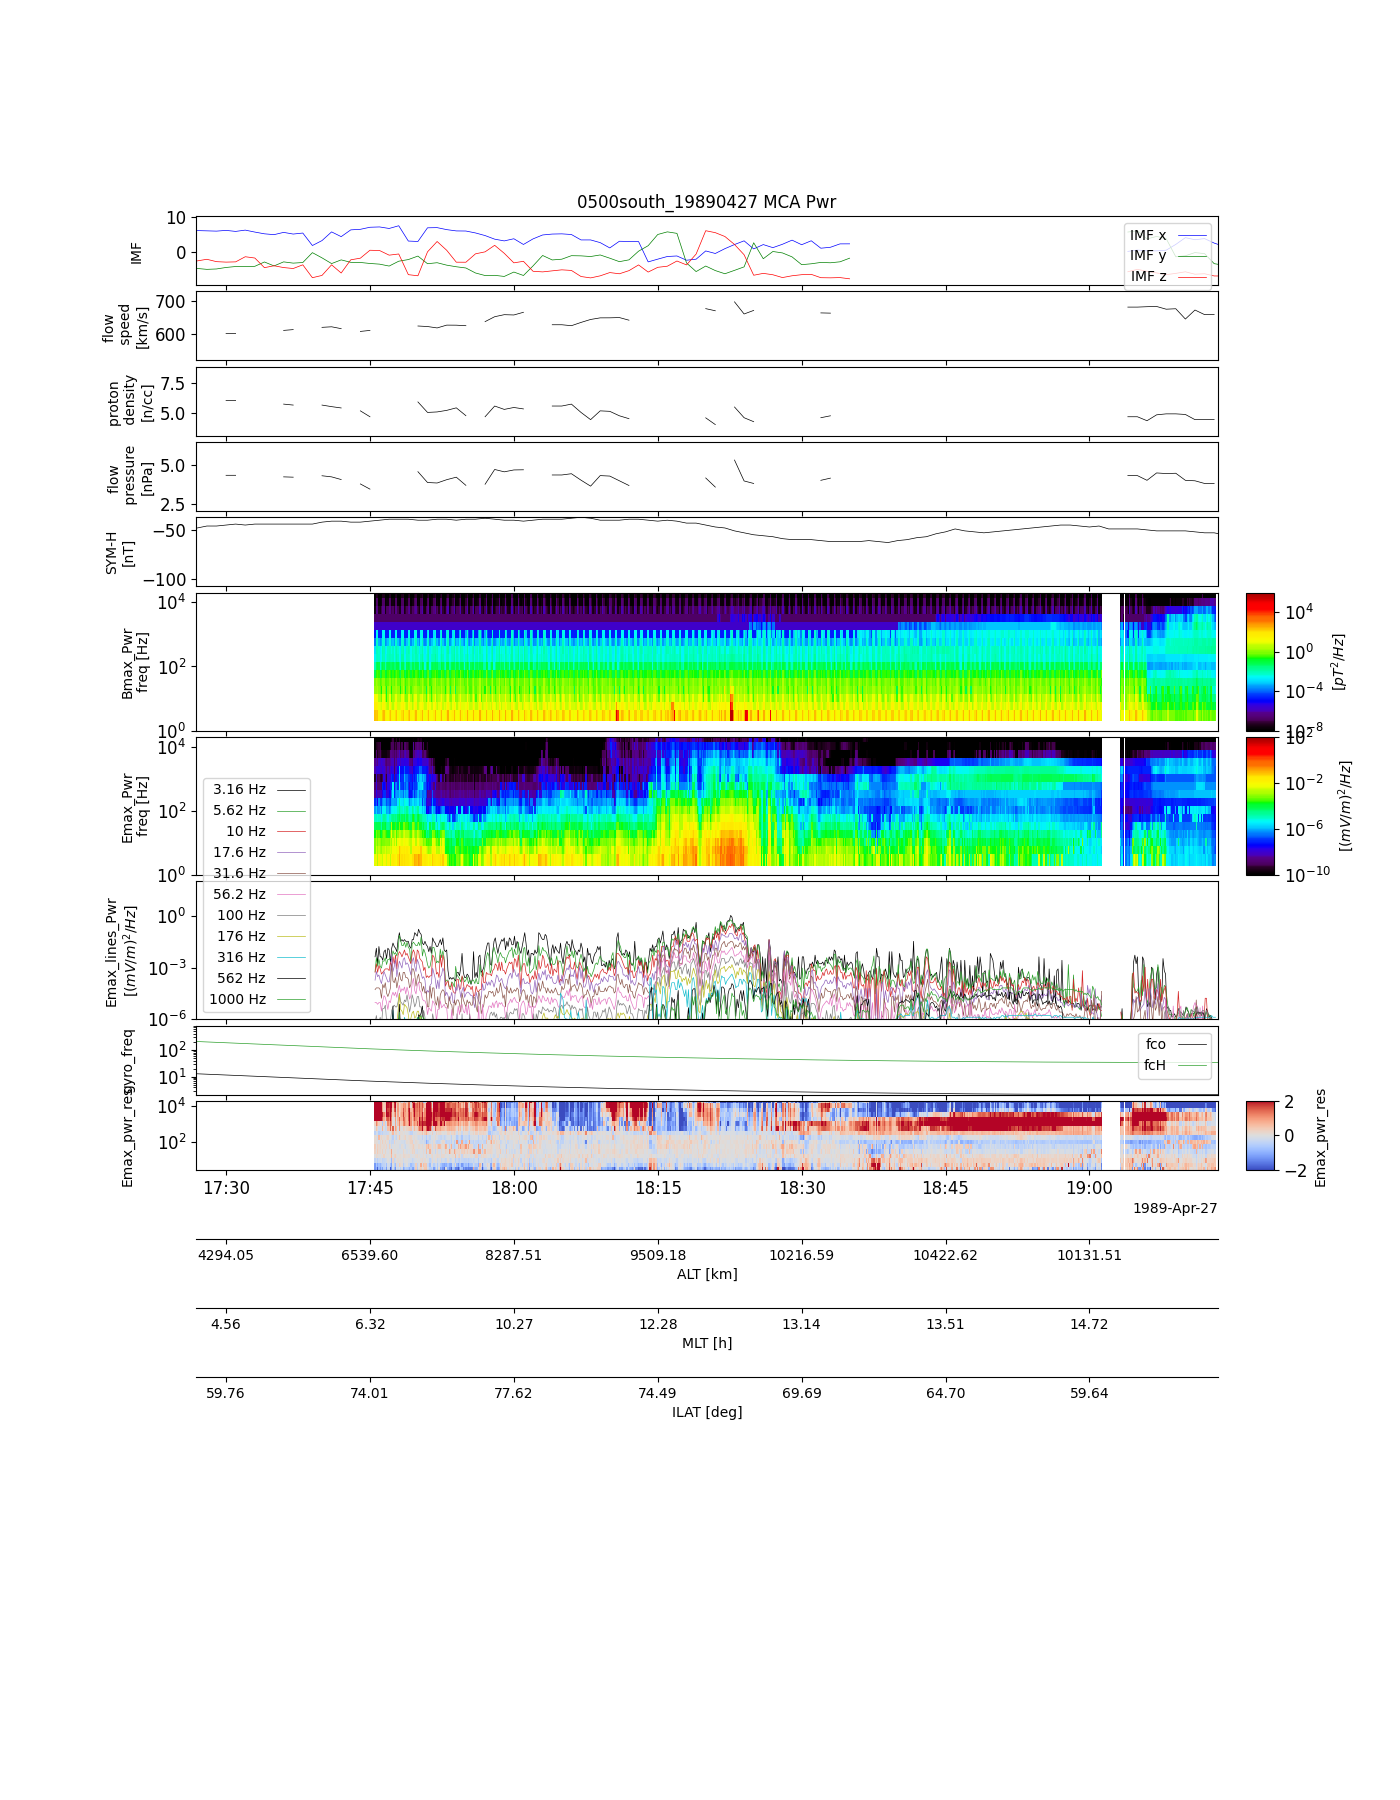 0500south_19890427 MCA Pwr
10
0
IMF
IMF x
IMF y
IMF z
700
600
flow
speed
[km/s]
7.5
5.0
proton
density
[n/cc]
5.0
2.5
flow
pressure
[nPa]
−50
−100
SYM-H
[nT]
10^4
10^2
10^0
Bmax_Pwr
freq [Hz]
10^4
10^0
10^−4
10^−8
[pT^2/Hz]
10^4
10^2
10^0
Emax_Pwr
freq [Hz]
10^2
10^−2
10^−6
10^−10
[(mV/m)^2/Hz]
3.16 Hz
5.62 Hz
10 Hz
17.6 Hz
31.6 Hz
56.2 Hz
100 Hz
176 Hz
316 Hz
562 Hz
1000 Hz
10^0
10^−3
10^−6
Emax_lines_Pwr
[(mV/m)^2/Hz]
10^2
10^1
gyro_freq
fco
fcH
10^4
10^2
Emax_pwr_res
2
0
−2
Emax_pwr_res
17:30 17:45 18:00 18:15 18:30 18:45 19:00
1989-Apr-27
4294.05 6539.60 8287.51 9509.18 10216.59 10422.62 10131.51
ALT [km]
4.56 6.32 10.27 12.28 13.14 13.51 14.72
MLT [h]
59.76 74.01 77.62 74.49 69.69 64.70 59.64
ILAT [deg]